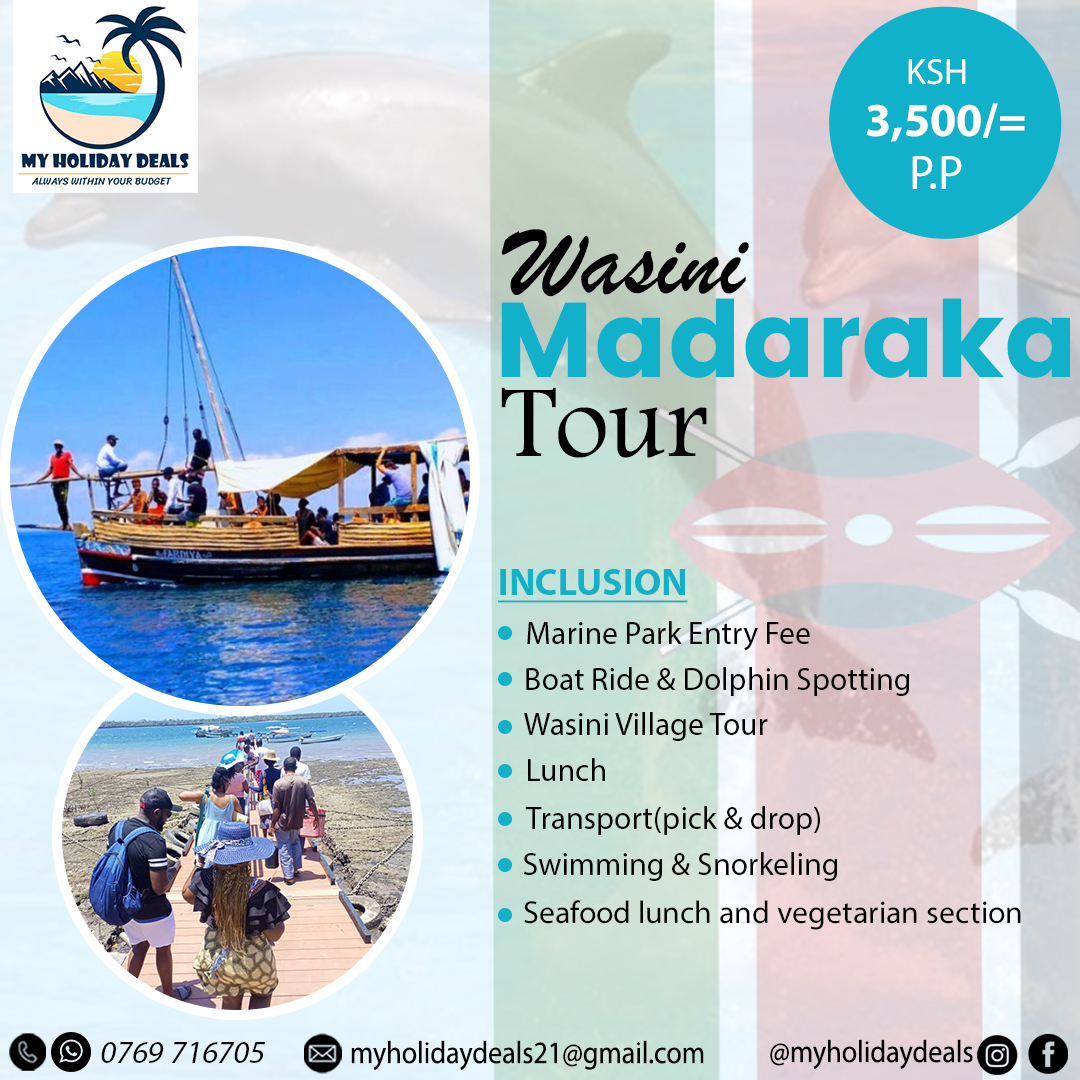 MY HOLIDAY DEALS
ALWAYS WITHIN YOUR BUDGET
KSH
3,500/=
P.P
Wasini
Madaraka
Tour
FARDIYA
INCLUSION
Marine Park Entry Fee
Boat Ride & Dolphin Spotting
Wasini Village Tour
Lunch
Transport(pick & drop)
Swimming & Snorkeling
Seafood lunch and vegetarian section
0769 716705
myholidaydeals21@gmail.com
@myholidaydeals